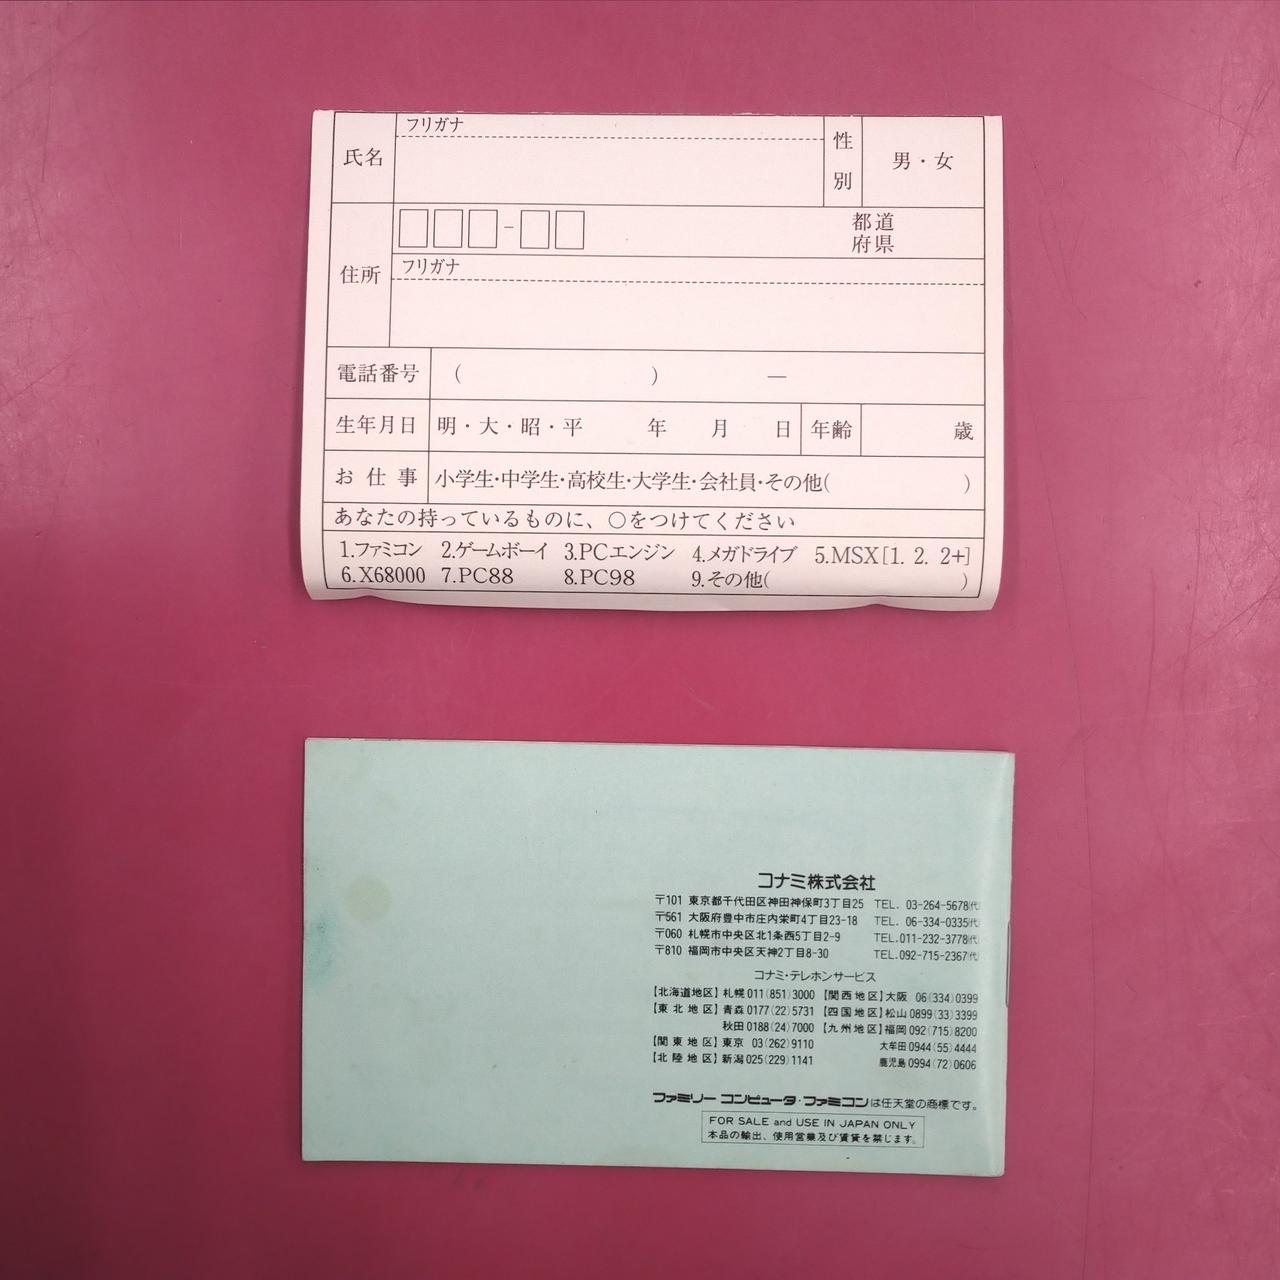 フリガナ
氏名
性別
男・女
住所
□□□-□□
都道
府県
フリガナ
電話番号 ( ) —
生年月日 明・大・昭・平 年 月 日 年齢 歳
お仕事 小学生・中学生・高校生・大学生・会社員・その他( )
あなたの持っているものに、○をつけてください
1.ファミコン 2.ゲームボーイ 3.PCエンジン 4.メガドライブ 5.MSX[1. 2. 2+]
6.X68000 7.PC88 8.PC98 9.その他( )
コナミ株式会社
〒101 東京都千代田区神田神保町3丁目25 TEL. 03-264-5678(代)
〒561 大阪府豊中市庄内栄町4丁目23-18 TEL. 06-334-0335(代)
〒060 札幌市中央区北1条西5丁目2-9 TEL.011-232-3778(代)
〒810 福岡市中央区天神2丁目8-30 TEL.092-715-2367(代)
コナミ・テレホンサービス
【北海道地区】札幌 011(851)3000 【関西地区】大阪 06(334)0399
【東北地区】青森 0177(22)5731 【四国地区】松山 0899(33)3399
秋田 0188(24)7000 【九州地区】福岡 092(715)8200
【関東地区】東京 03(262)9110 大牟田 0944(55)4444
【北陸地区】新潟 025(229)1141 鹿児島 0994(72)0606
ファミリー コンピュータ・ファミコンは任天堂の商標です。
FOR SALE and USE IN JAPAN ONLY
本品の輸出、使用営業及び賃貸を禁じます。